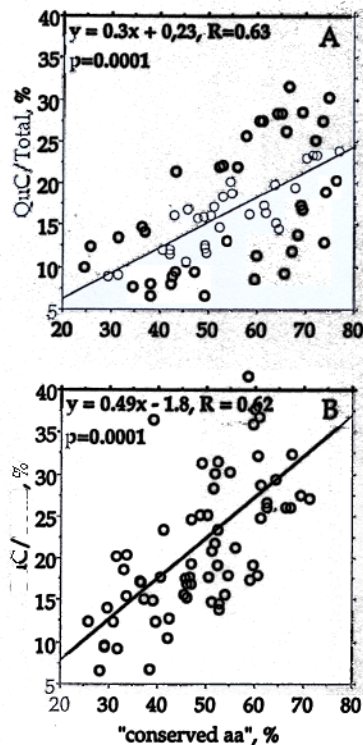 40
y = 0.3x + 0,23, R=0.63
A
p=0.0001
35
30
25
20
15
10
5
QuC/Total, %
20 30 40 50 60 70 80
40
y = 0.49x - 1.8, R = 0.62
B
p=0.0001
35
30
25
20
15
10
5
20 30 40 50 60 70 80
"conserved aa", %